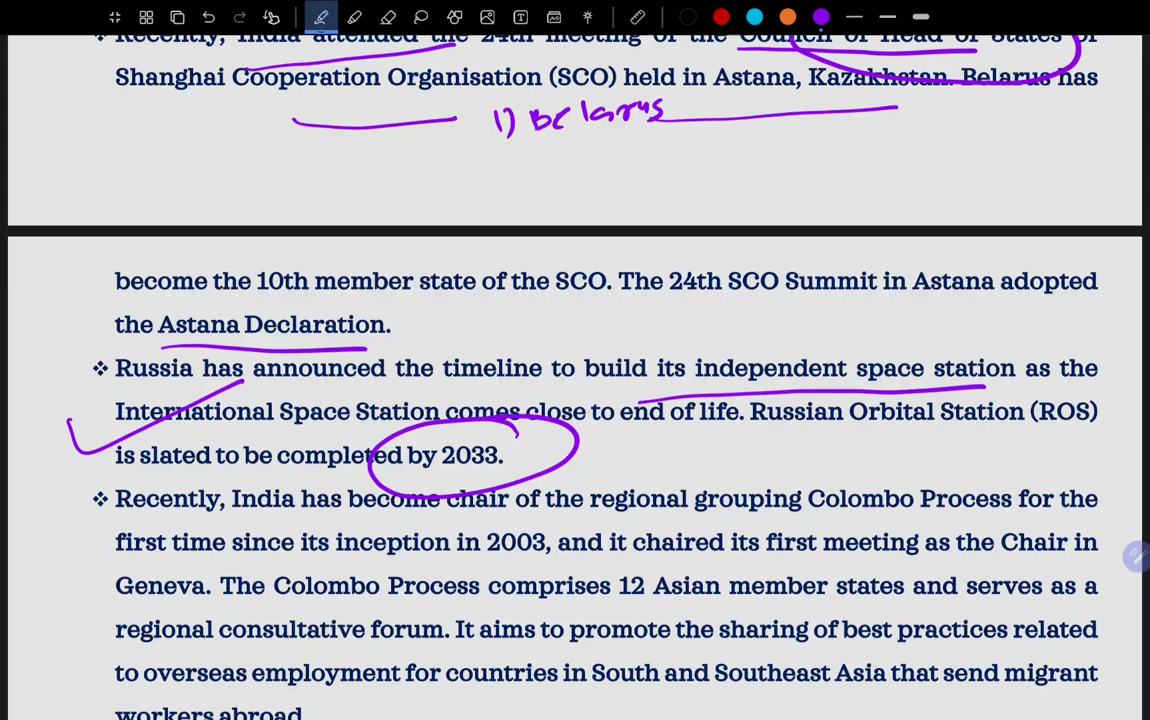 Recently, India attended the 24th meeting of the Council of Head of States of
Shanghai Cooperation Organisation (SCO) held in Astana, Kazakhstan. Belarus has
1) Belarus
become the 10th member state of the SCO. The 24th SCO Summit in Astana adopted
the Astana Declaration.
❖ Russia has announced the timeline to build its independent space station as the
International Space Station comes close to end of life. Russian Orbital Station (ROS)
is slated to be completed by 2033.
❖ Recently, India has become chair of the regional grouping Colombo Process for the
first time since its inception in 2003, and it chaired its first meeting as the Chair in
Geneva. The Colombo Process comprises 12 Asian member states and serves as a
regional consultative forum. It aims to promote the sharing of best practices related
to overseas employment for countries in South and Southeast Asia that send migrant
workers abroad.